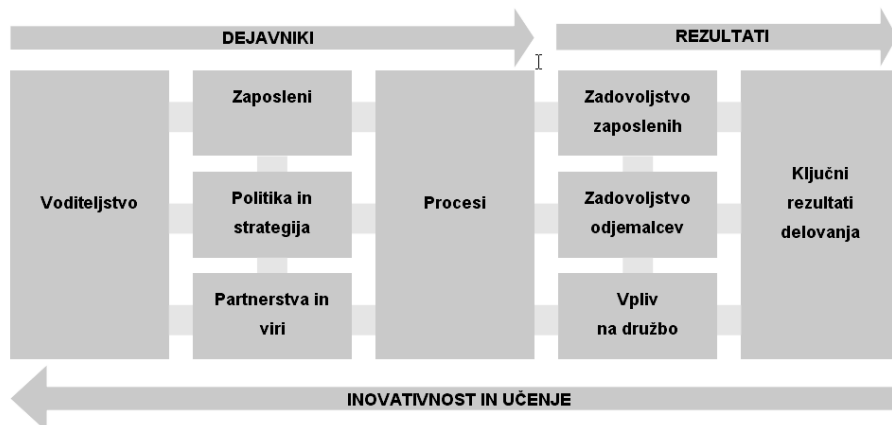 DEJAVNIKI
REZULTATI
Voditeljstvo
Zaposleni
Politika in
strategija
Partnerstva in
viri
Procesi
Zadovoljstvo
zaposlenih
Zadovoljstvo
odjemalcev
Vpliv
na družbo
Ključni
rezultati
delovanja
INOVATIVNOST IN UČENJE